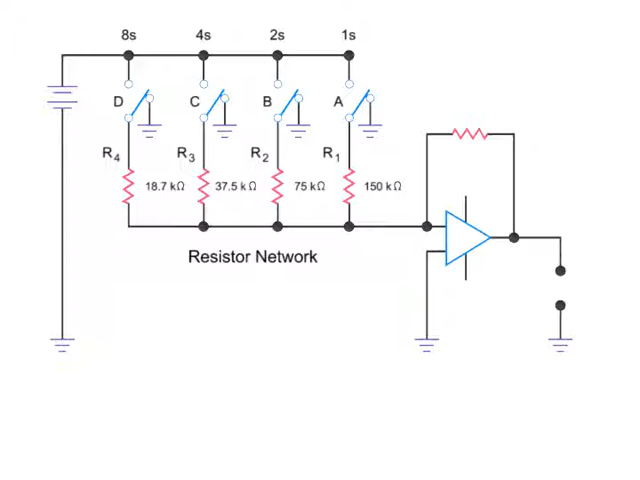 8s 4s 2s 1s
D C B A
R4 R3 R2 R1
18.7 kΩ 37.5 kΩ 75 kΩ 150 kΩ
Resistor Network